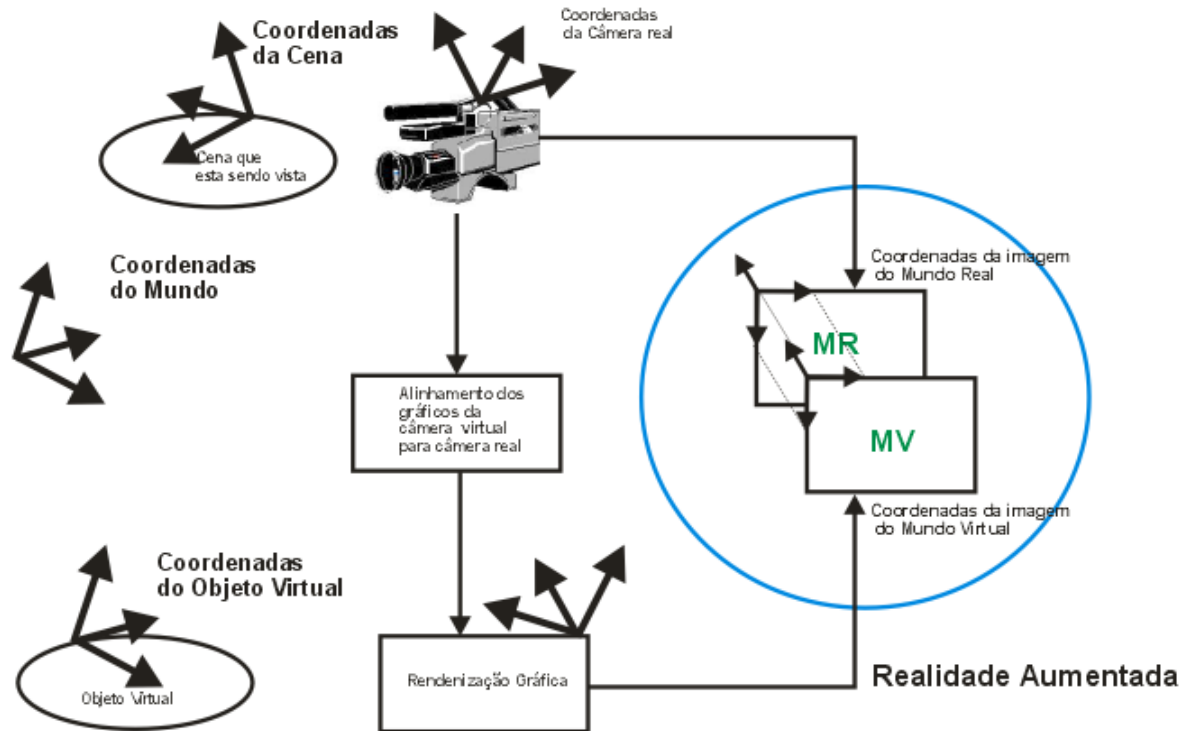 Coordenadas
da Cena
Coordenadas
da Câmera real
Cena que
esta sendo vista
Coordenadas
do Mundo
Coordenadas da imagem
do Mundo Real
MR
Alinhamento dos
gráficos da
câmera virtual
para câmera real
MV
Coordenadas da imagem
do Mundo Virtual
Coordenadas
do Objeto Virtual
Objeto Virtual
Rendenização Gráfica
Realidade Aumentada